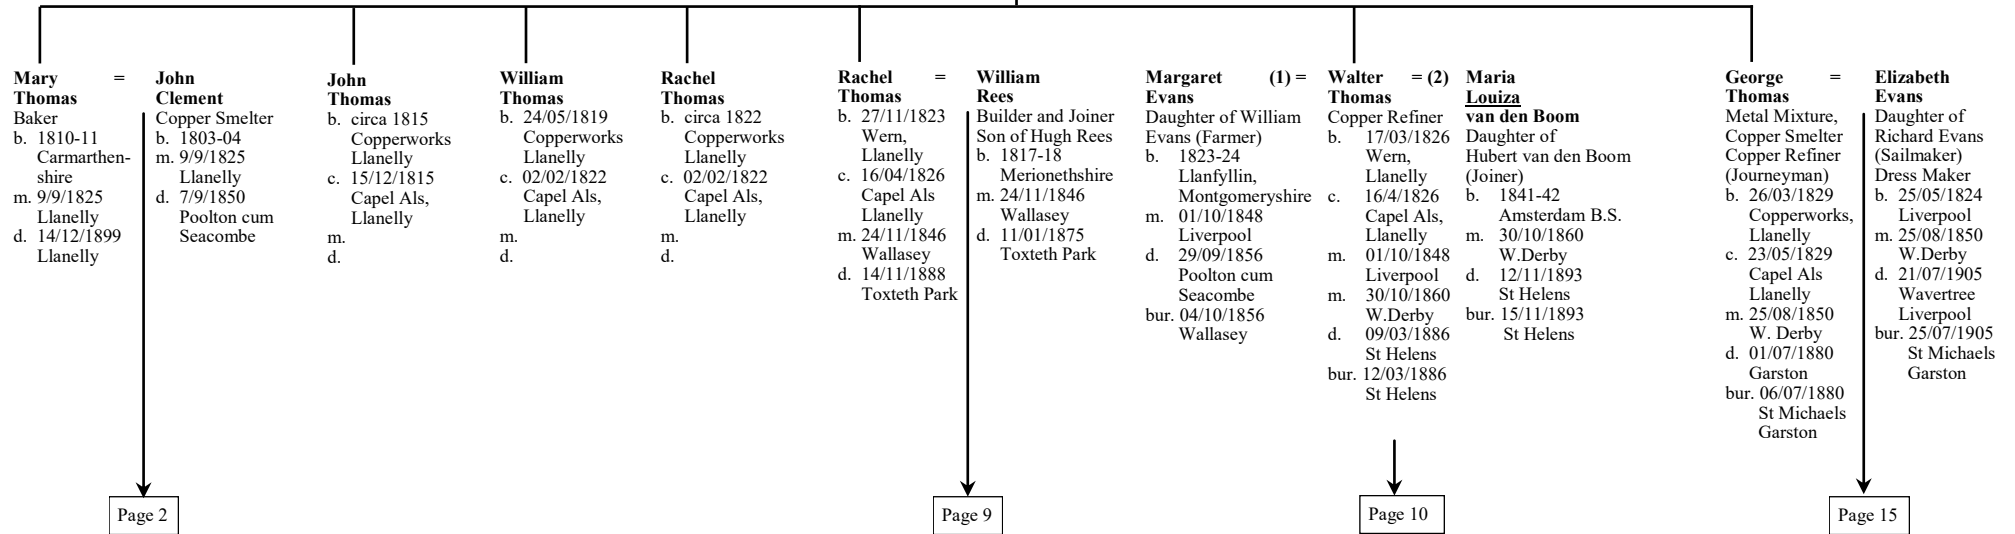 Mary =
Thomas
Baker
b. 1810-11
Carmarthen-
shire
m. 9/9/1825
Llanelly
d. 14/12/1899
Llanelly
John
Clement
Copper Smelter
b. 1803-04
m. 9/9/1825
Llanelly
d. 7/9/1850
Poolton cum
Seacombe
John
Thomas
b. circa 1815
Copperworks
Llanelly
c. 15/12/1815
Capel Als,
Llanelly
m.
d.
William
Thomas
b. 24/05/1819
Copperworks
Llanelly
c. 02/02/1822
Capel Als,
Llanelly
m.
d.
Rachel
Thomas
b. circa 1822
Copperworks
Llanelly
c. 02/02/1822
Capel Als,
Llanelly
m.
d.
Rachel =
Thomas
b. 27/11/1823
Wern,
Llanelly
c. 16/04/1826
Capel Als
Llanelly
m. 24/11/1846
Wallasey
d. 14/11/1888
Toxteth Park
William
Rees
Builder and Joiner
Son of Hugh Rees
b. 1817-18
Merionethshire
m. 24/11/1846
Wallasey
d. 11/01/1875
Toxteth Park
Margaret (1) =
Evans
Daughter of William
Evans (Farmer)
b. 1823-24
Llanfyllin,
Montgomeryshire
m. 01/10/1848
Liverpool
d. 29/09/1856
Poolton cum
Seacombe
bur. 04/10/1856
Wallasey
Walter = (2)
Thomas
Copper Refiner
b. 17/03/1826
Wern,
Llanelly
c. 16/4/1826
Capel Als,
Llanelly
m. 01/10/1848
Liverpool
m. 30/10/1860
W.Derby
d. 09/03/1886
St Helens
bur. 12/03/1886
St Helens
Maria
Louiza
van den Boom
Daughter of
Hubert van den Boom
(Joiner)
b. 1841-42
Amsterdam B.S.
m. 30/10/1860
W.Derby
d. 12/11/1893
St Helens
bur. 15/11/1893
St Helens
George =
Thomas
Metal Mixture,
Copper Smelter
Copper Refiner
(Journeyman)
b. 26/03/1829
Copperworks,
Llanelly
c. 23/05/1829
Capel Als
Llanelly
m. 25/08/1850
W. Derby
d. 01/07/1880
Garston
bur. 06/07/1880
St Michaels
Garston
Elizabeth
Evans
Daughter of
Richard Evans
(Sailmaker)
Dress Maker
b. 25/05/1824
Liverpool
m. 25/08/1850
W.Derby
d. 21/07/1905
Wavertree
Liverpool
bur. 25/07/1905
St Michaels
Garston
Page 2
Page 9
Page 10
Page 15